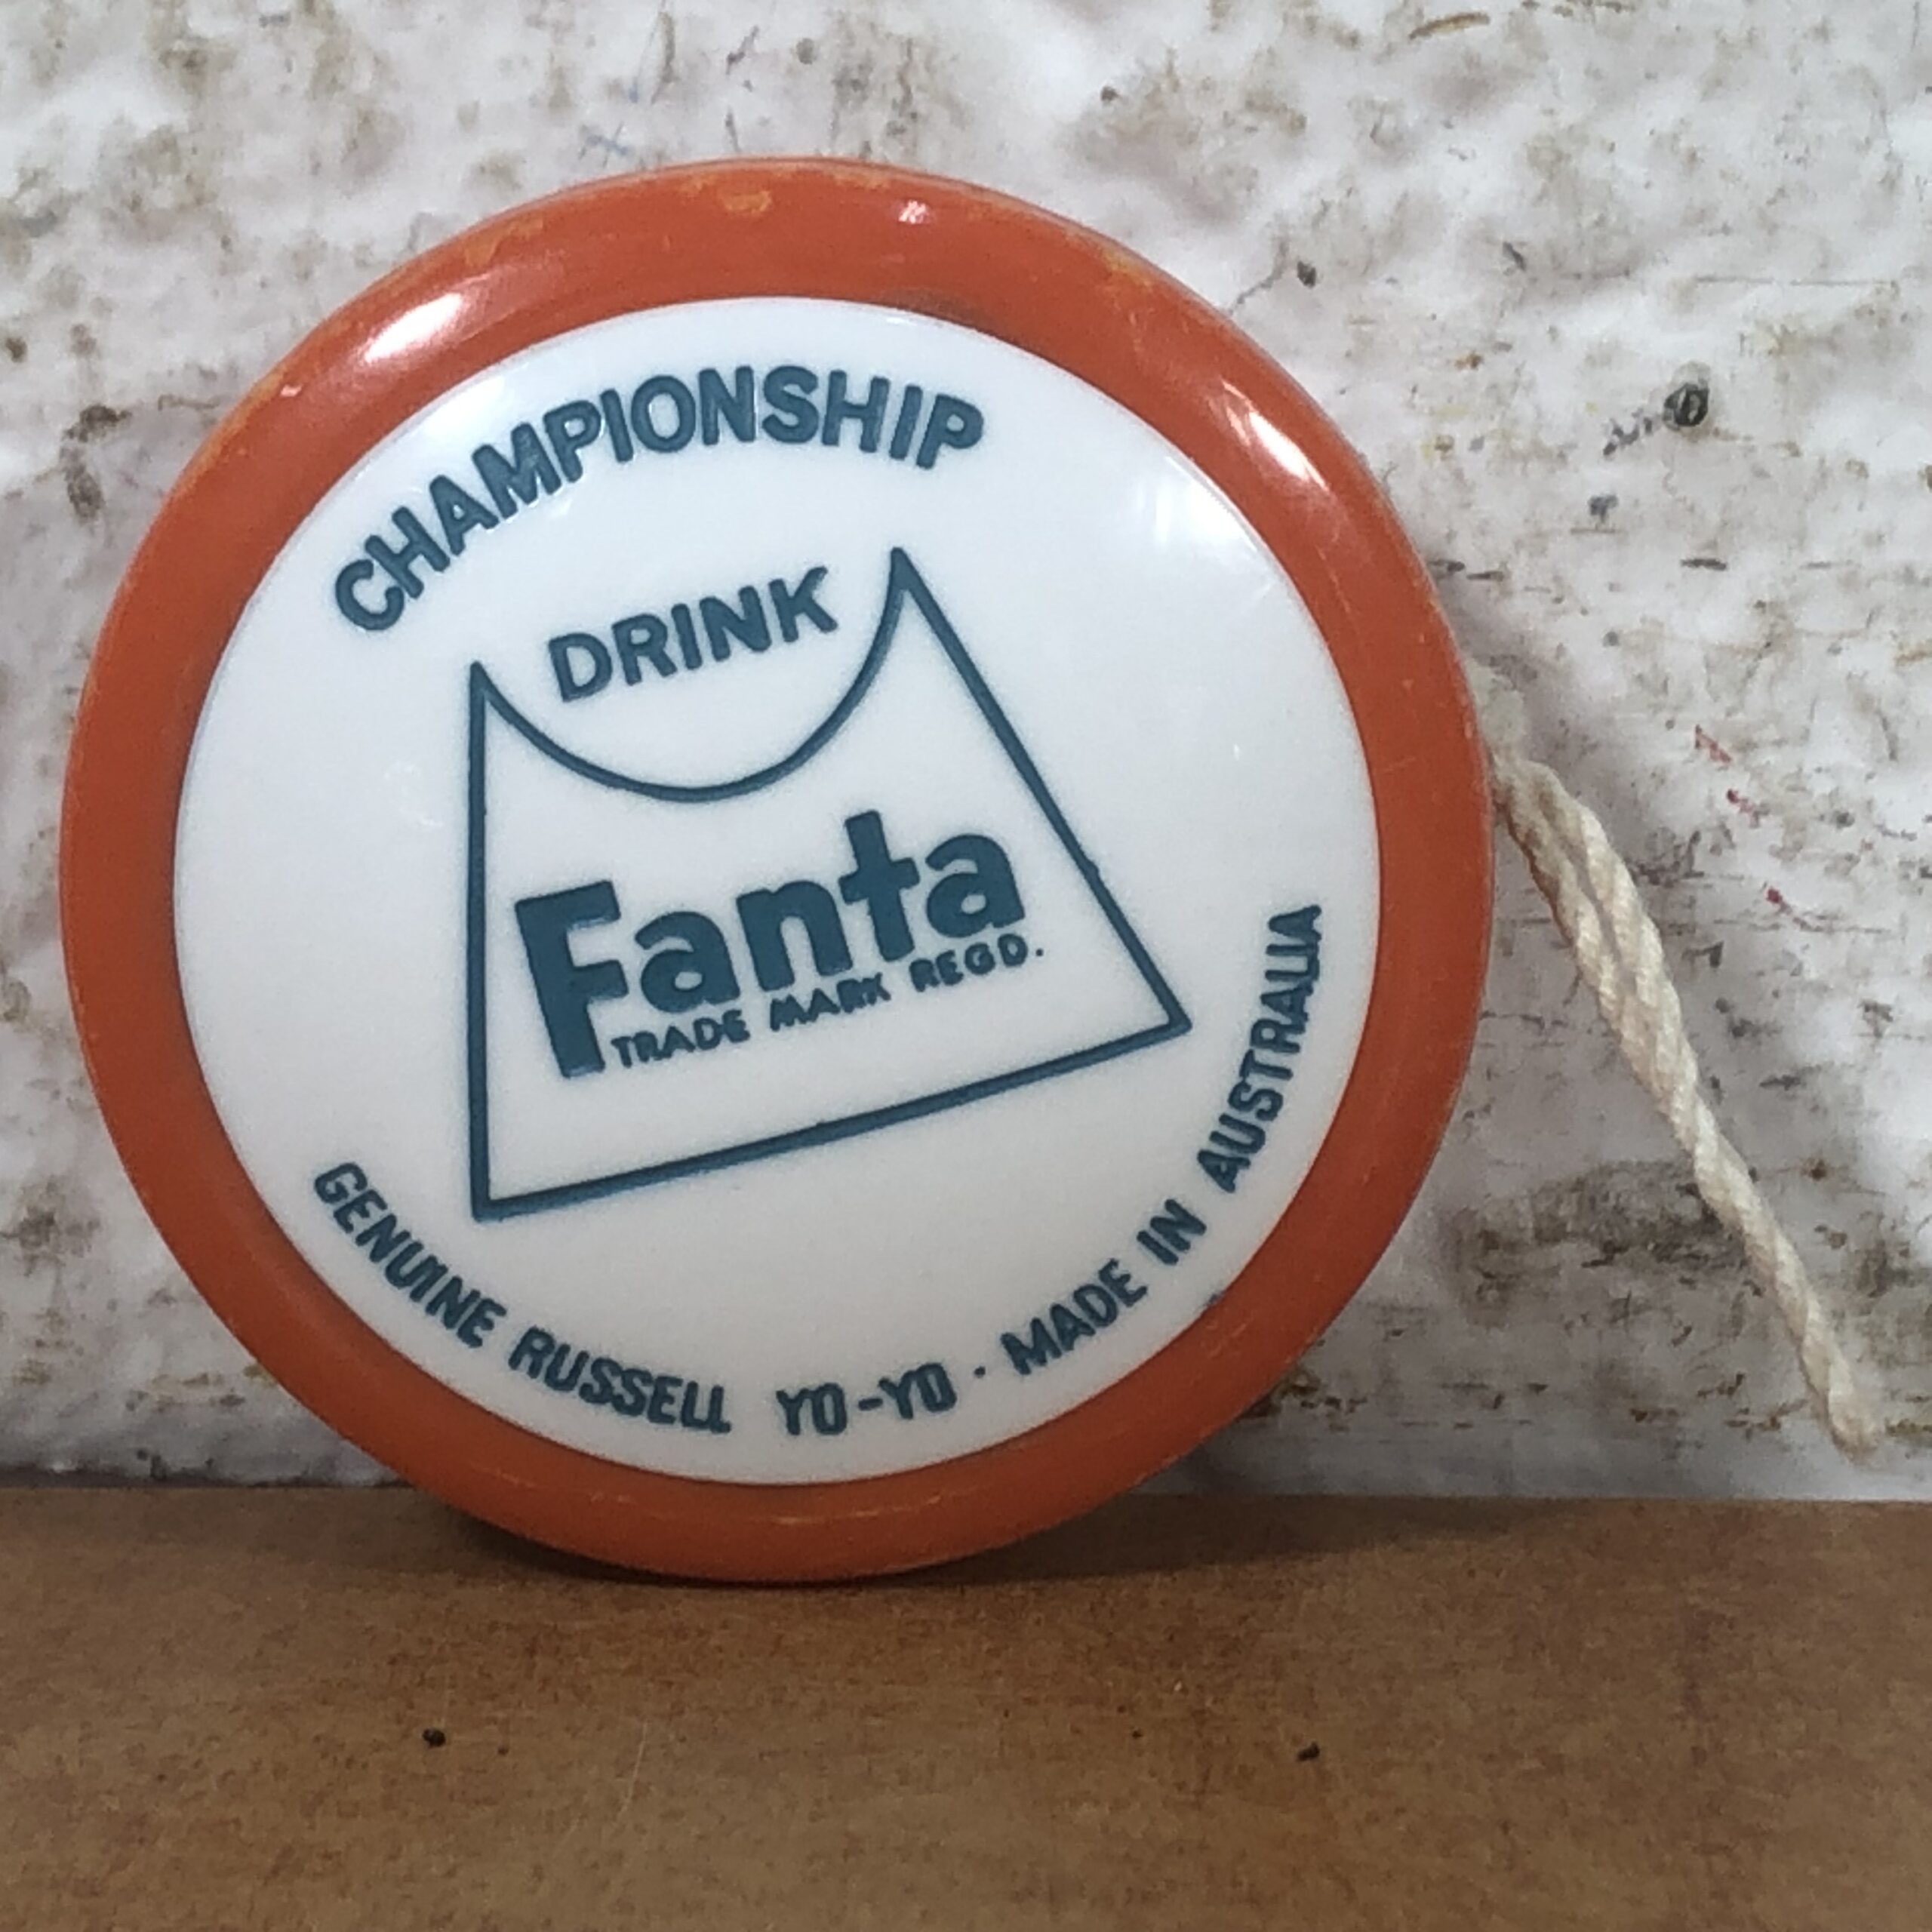 CHAMPIONSHIP
DRINK
Fanta
TRADE MARK REGD.
GENUINE RUSSELL YO-YO · MADE IN AUSTRALIA